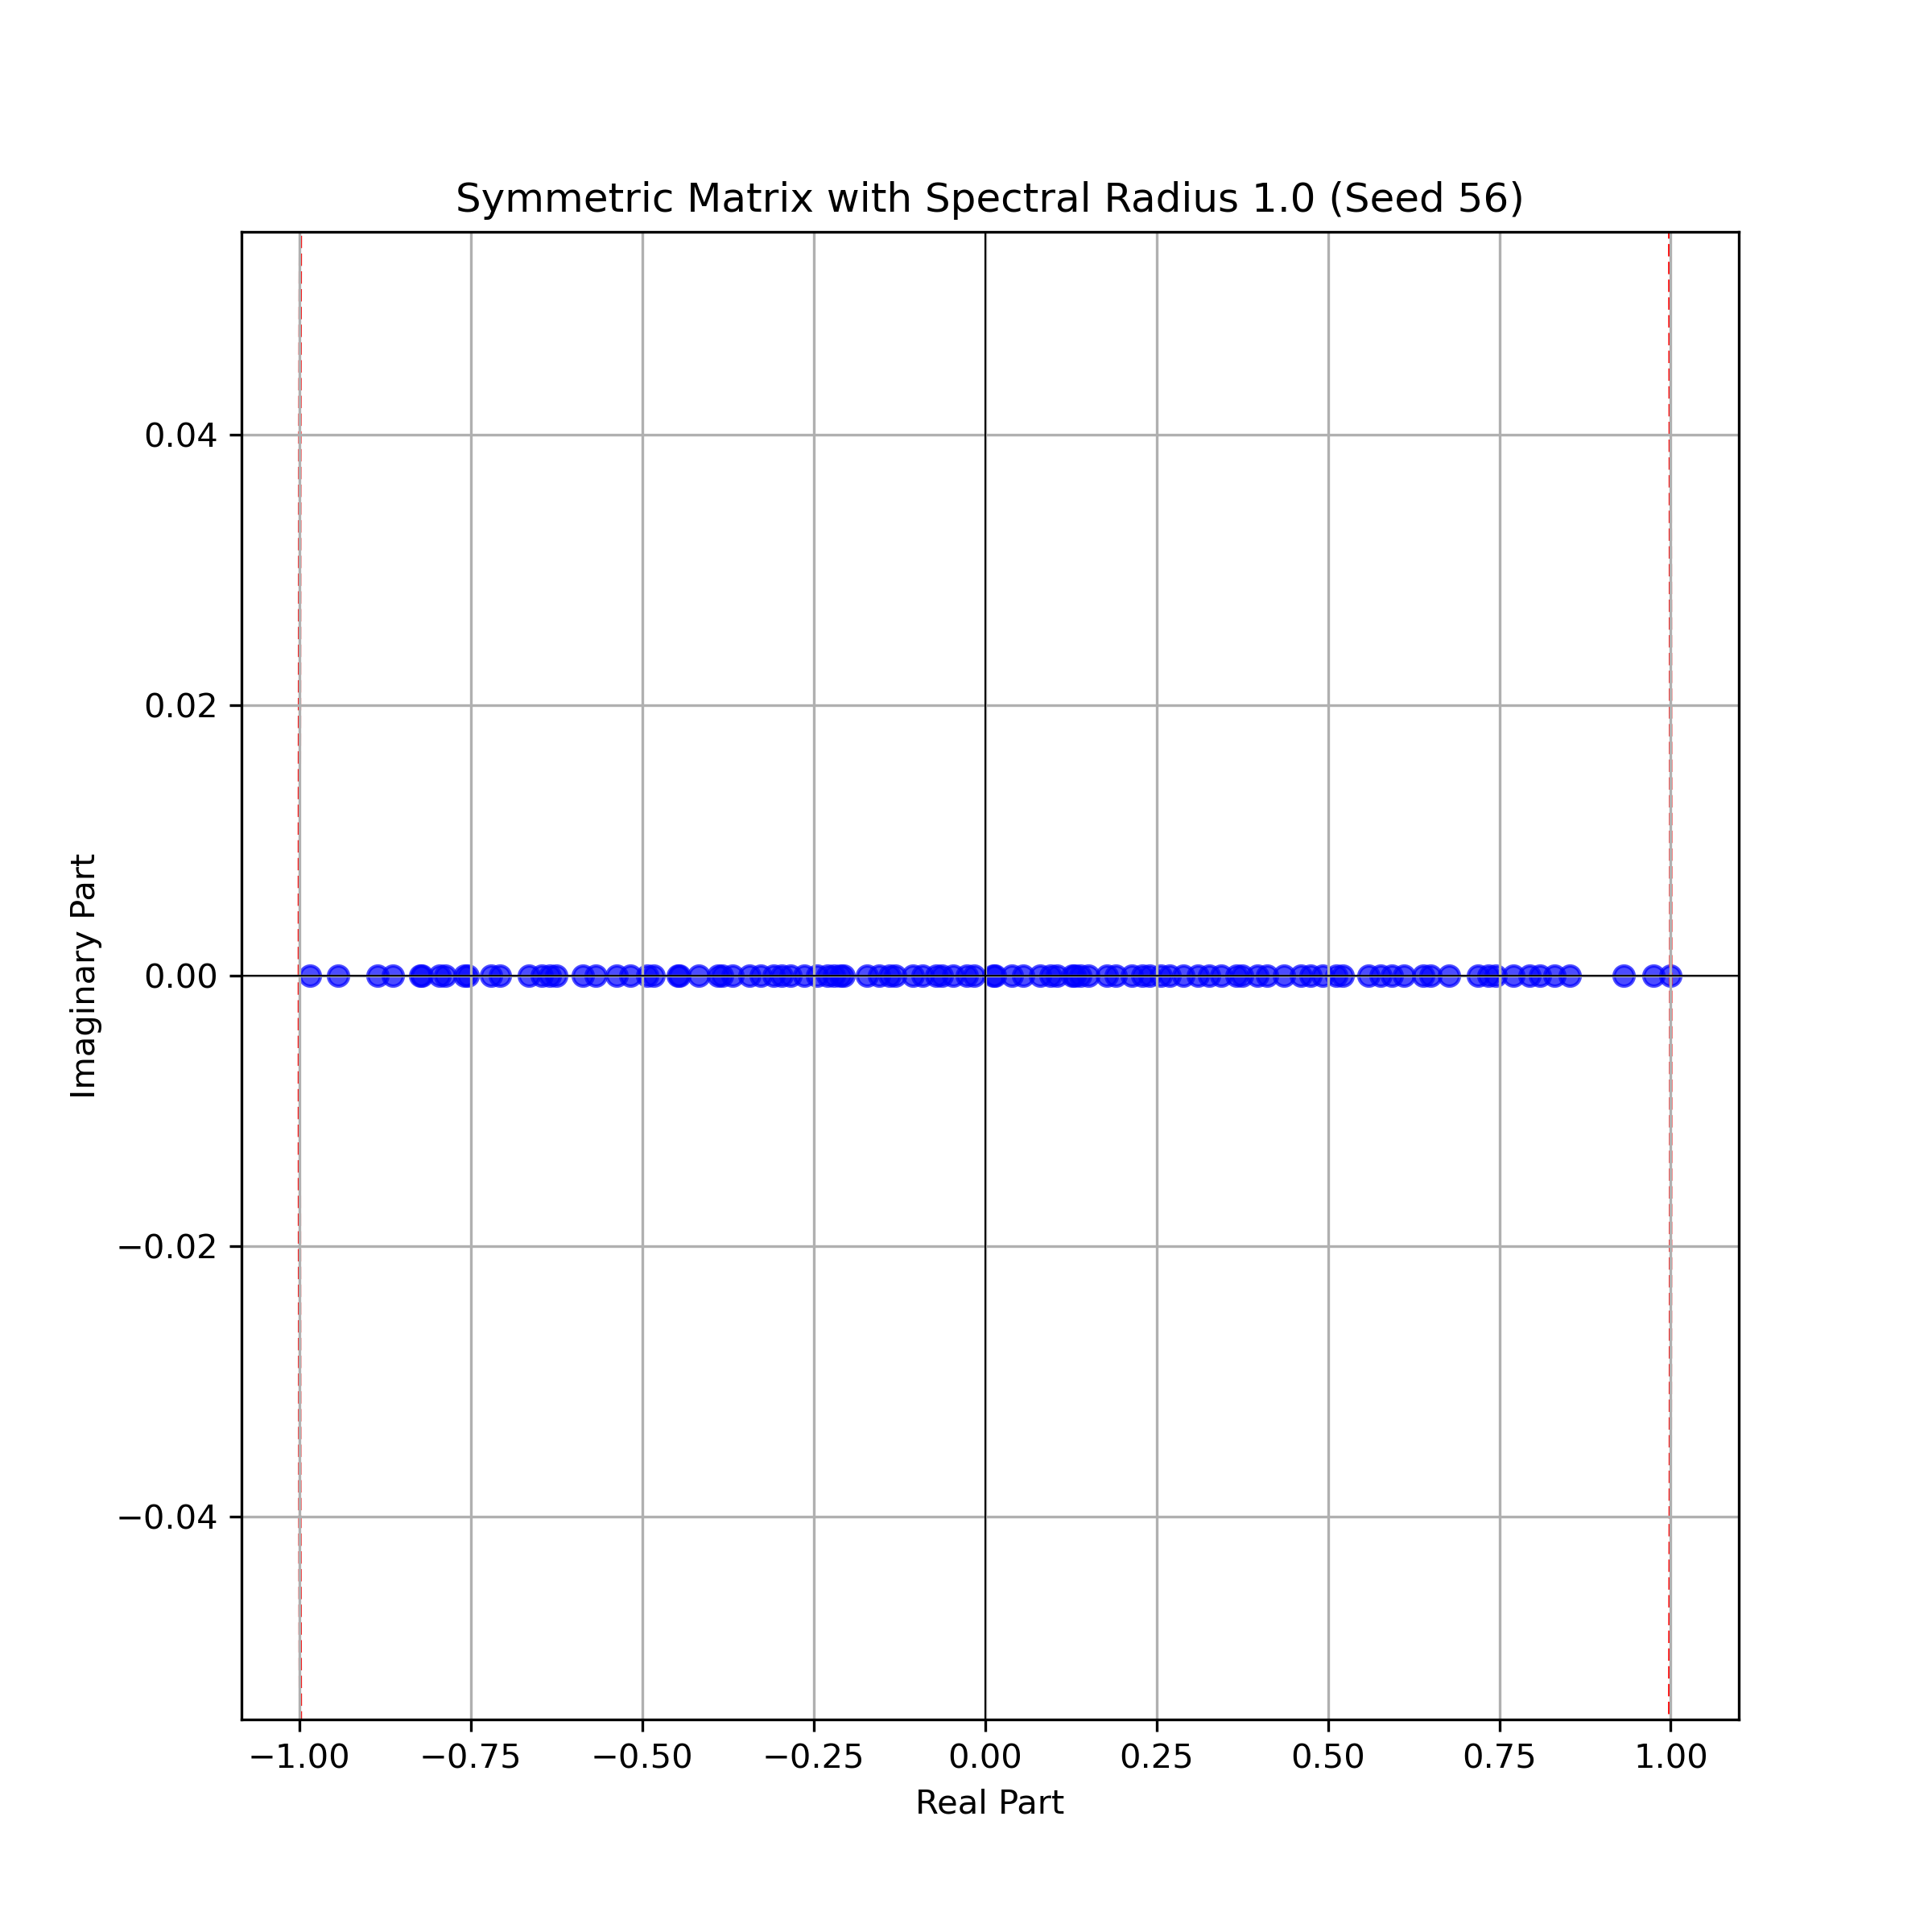 Symmetric Matrix with Spectral Radius 1.0 (Seed 56)
0.04
0.02
0.00
−0.02
−0.04
Imaginary Part
−1.00 −0.75 −0.50 −0.25 0.00 0.25 0.50 0.75 1.00
Real Part